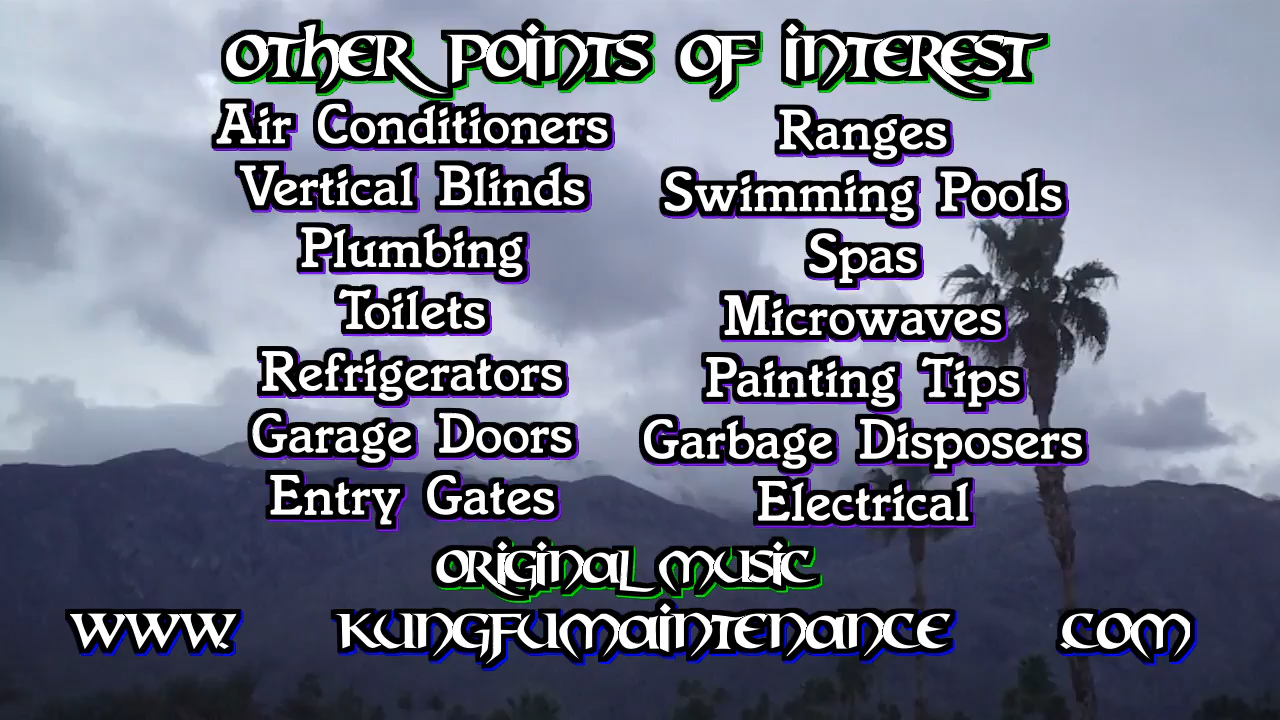 Other Points of Interest
Air Conditioners
Vertical Blinds
Plumbing
Toilets
Refrigerators
Garage Doors
Entry Gates
Ranges
Swimming Pools
Spas
Microwaves
Painting Tips
Garbage Disposers
Electrical
Original Music
www. KungFuMaintenance .com